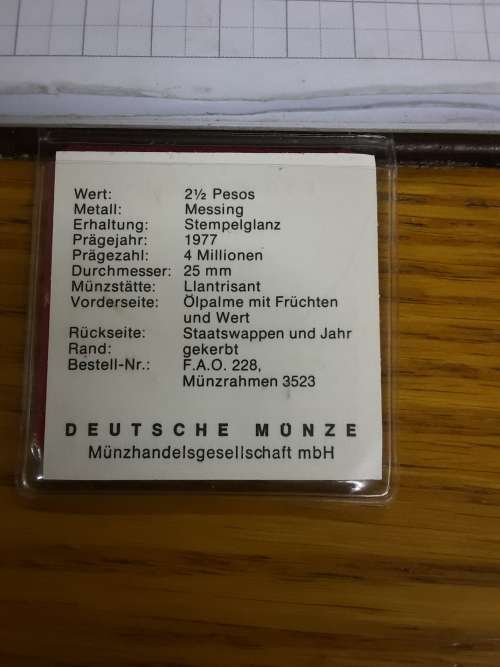 Wert: 2½ Pesos
Metall: Messing
Erhaltung: Stempelglanz
Prägejahr: 1977
Prägezahl: 4 Millionen
Durchmesser: 25 mm
Münzstätte: Llantrisant
Vorderseite: Ölpalme mit Früchten
und Wert
Rückseite: Staatswappen und Jahr
Rand: gekerbt
Bestell-Nr.: F.A.O. 228,
Münzrahmen 3523
DEUTSCHE MÜNZE
Münzhandelsgesellschaft mbH